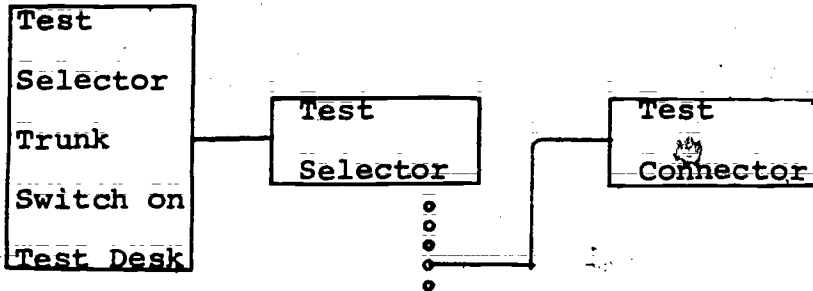 Test
Selector
Trunk
Switch on
Test Desk
Test
Selector
Test
Connector